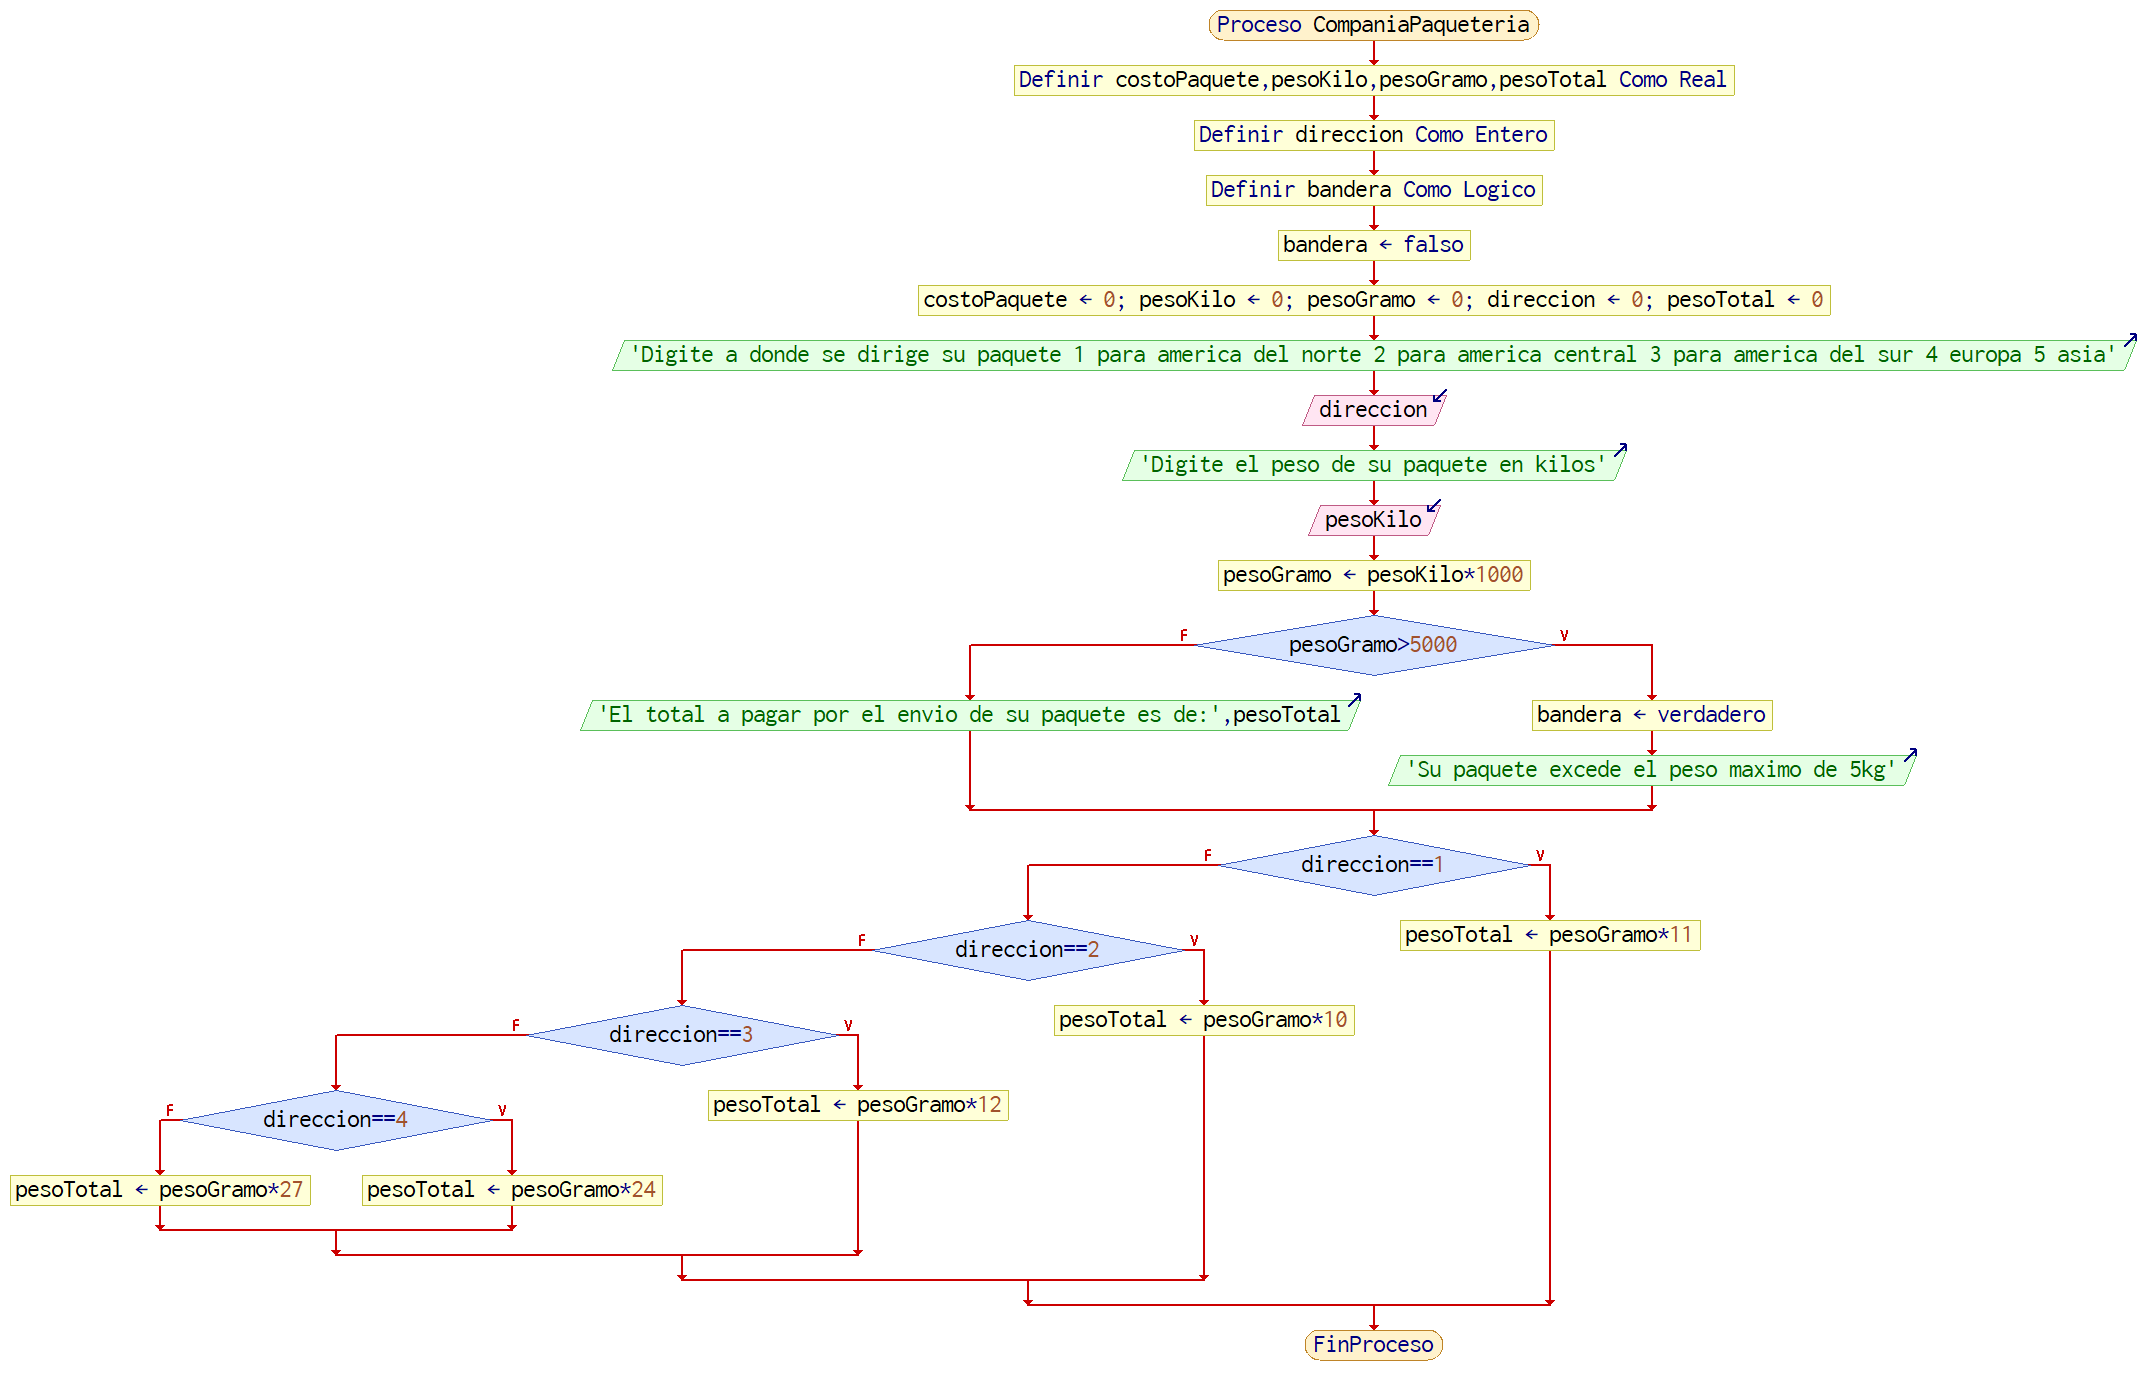 Proceso CompaniaPaqueteria
Definir costoPaquete,pesoKilo,pesoGramo,pesoTotal Como Real
Definir direccion Como Entero
Definir bandera Como Logico
bandera ← falso
costoPaquete ← 0; pesoKilo ← 0; pesoGramo ← 0; direccion ← 0; pesoTotal ← 0
'Digite a donde se dirige su paquete 1 para america del norte 2 para america central 3 para america del sur 4 europa 5 asia'
direccion
'Digite el peso de su paquete en kilos'
pesoKilo
pesoGramo ← pesoKilo*1000
F
V
pesoGramo>5000
'El total a pagar por el envio de su paquete es de:',pesoTotal
bandera ← verdadero
'Su paquete excede el peso maximo de 5kg'
F
V
direccion==1
pesoTotal ← pesoGramo*11
F
V
direccion==2
pesoTotal ← pesoGramo*10
F
V
direccion==3
pesoTotal ← pesoGramo*12
F
V
direccion==4
pesoTotal ← pesoGramo*27
pesoTotal ← pesoGramo*24
FinProceso